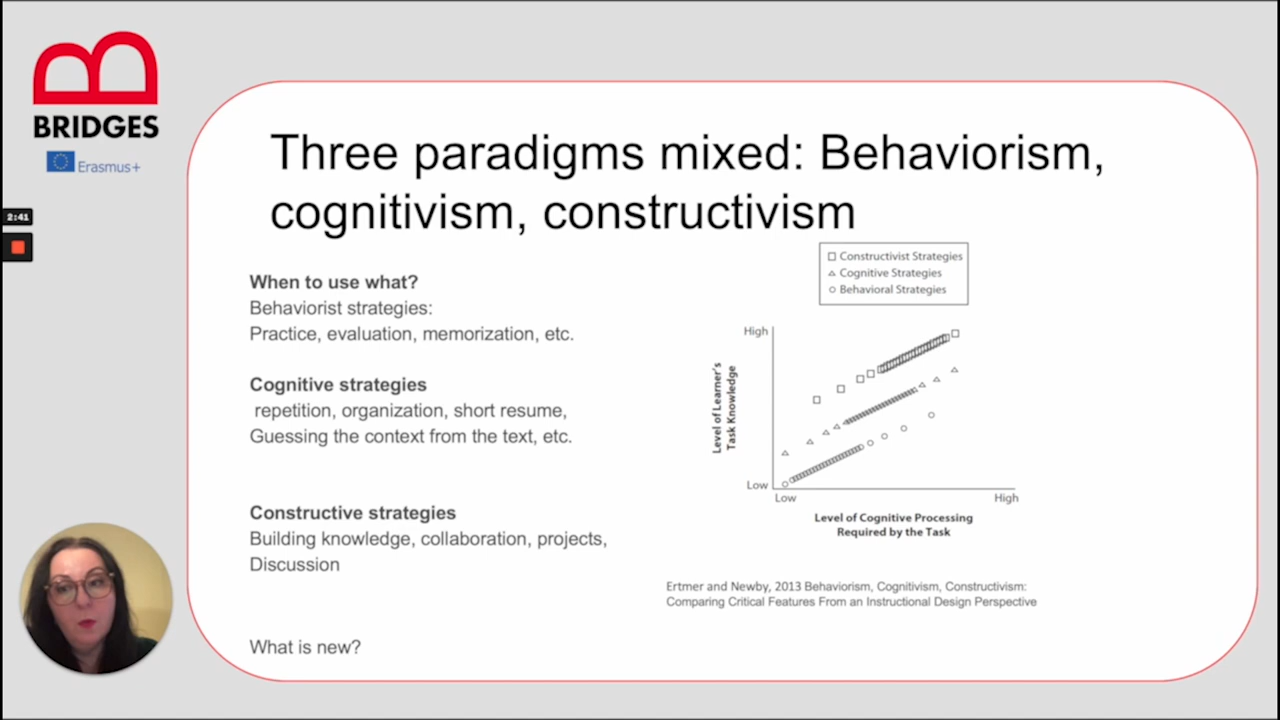 BRIDGES
Erasmus+
2:41
Three paradigms mixed: Behaviorism,
cognitivism, constructivism
When to use what?
Behaviorist strategies:
Practice, evaluation, memorization, etc.
Cognitive strategies
repetition, organization, short resume,
Guessing the context from the text, etc.
Constructive strategies
Building knowledge, collaboration, projects,
Discussion
What is new?
Constructivist Strategies
Cognitive Strategies
Behavioral Strategies
High
Level of Learner's
Task Knowledge
Low
Low
High
Level of Cognitive Processing
Required by the Task
Ertmer and Newby, 2013 Behaviorism, Cognitivism, Constructivism:
Comparing Critical Features From an Instructional Design Perspective